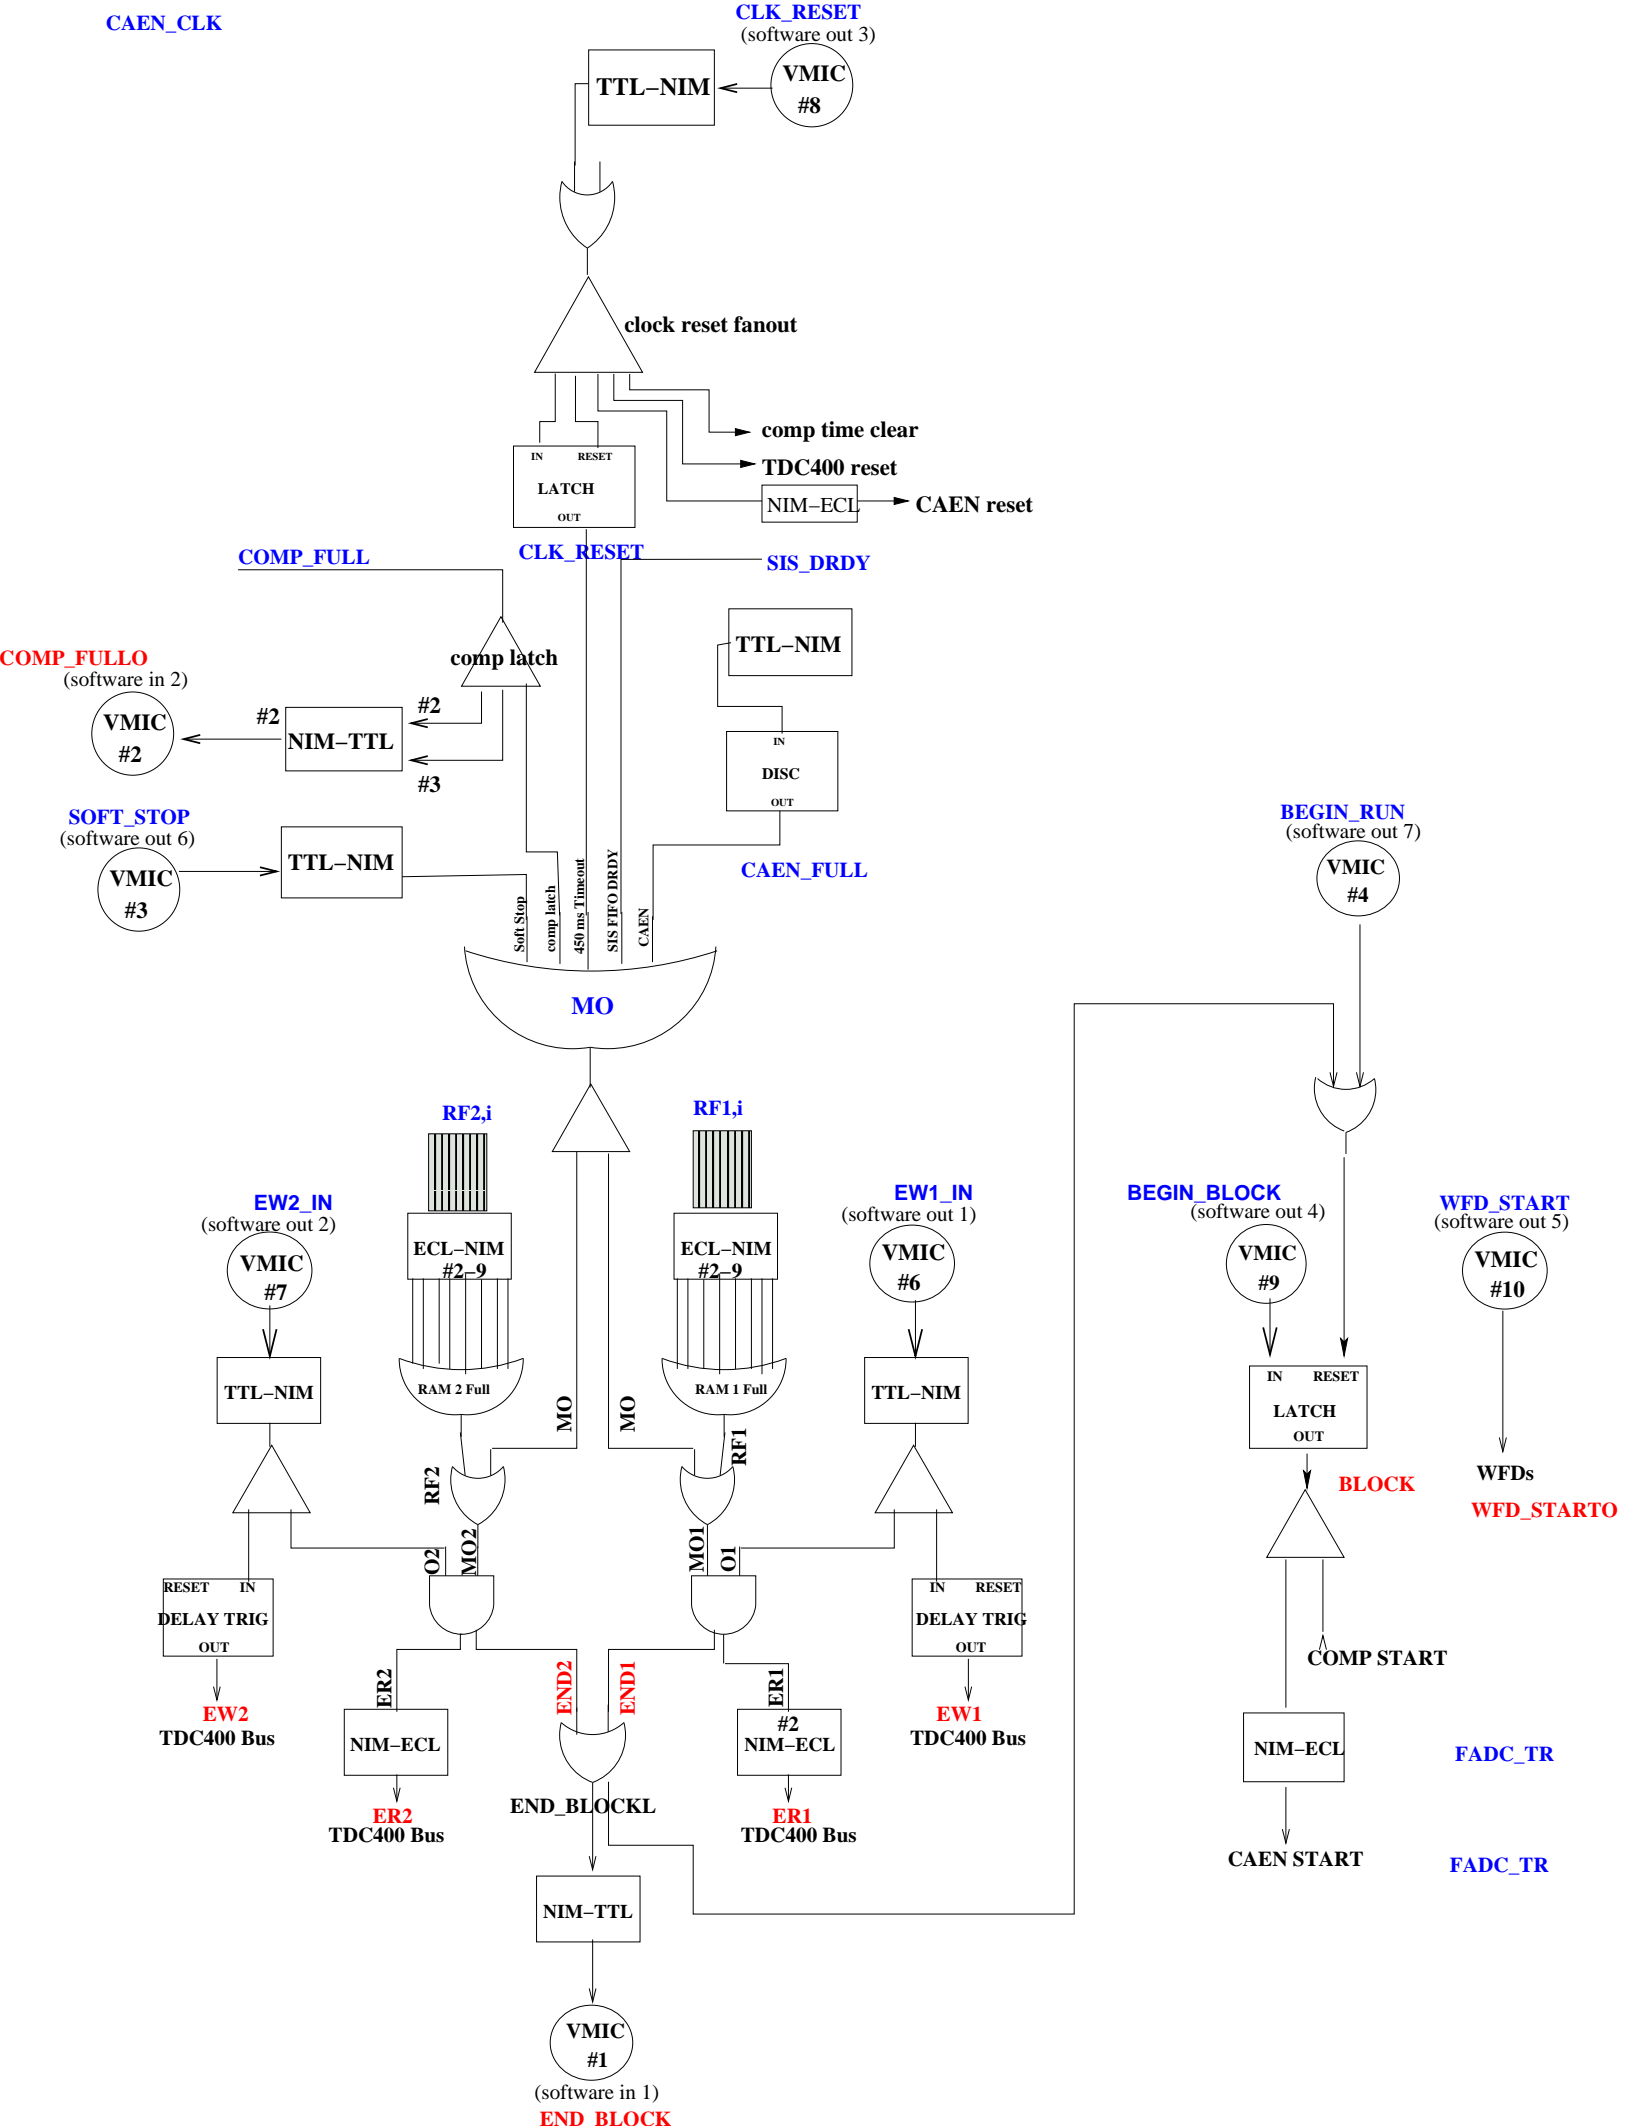 CAEN_CLK
CLK_RESET
(software out 3)
TTL−NIM
VMIC
#8
clock reset fanout
comp time clear
TDC400 reset
NIM−ECL
CAEN reset
IN RESET
LATCH
OUT
CLK_RESET
COMP_FULL
SIS_DRDY
TTL−NIM
comp latch
COMP_FULLO
(software in 2)
VMIC
#2
#2
NIM−TTL
#2
#3
IN
DISC
OUT
CAEN_FULL
SOFT_STOP
(software out 6)
VMIC
#3
TTL−NIM
Soft Stop
comp latch
450 ms Timeout
SIS FIFO DRDY
CAEN
MO
BEGIN_RUN
(software out 7)
VMIC
#4
RF2,i
RF1,i
EW2_IN
(software out 2)
VMIC
#7
ECL−NIM
#2−9
ECL−NIM
#2−9
EW1_IN
(software out 1)
VMIC
#6
BEGIN_BLOCK
(software out 4)
VMIC
#9
WFD_START
(software out 5)
VMIC
#10
TTL−NIM
RAM 2 Full
MO
MO
RAM 1 Full
TTL−NIM
IN RESET
LATCH
OUT
BLOCK
WFDs
WFD_STARTO
RF2
RF1
O2
MO2
MO1
O1
RESET IN
DELAY TRIG
OUT
IN RESET
DELAY TRIG
OUT
COMP START
ER2
END2
END1
ER1
EW2
TDC400 Bus
NIM−ECL
#2
NIM−ECL
EW1
TDC400 Bus
NIM−ECL
FADC_TR
ER2
TDC400 Bus
END_BLOCKL
ER1
TDC400 Bus
CAEN START
FADC_TR
NIM−TTL
VMIC
#1
(software in 1)
END_BLOCK